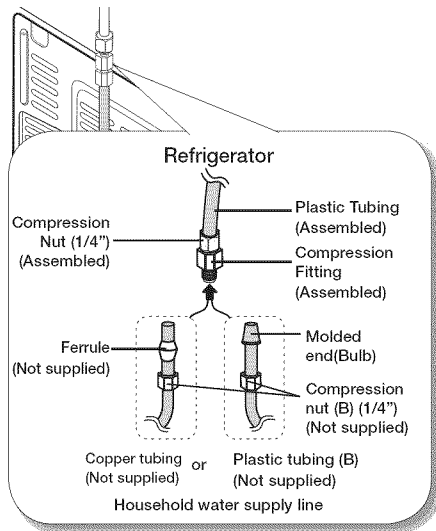 Refrigerator
Compression
Nut (1/4")
(Assembled)
Plastic Tubing
(Assembled)
Compression
Fitting
(Assembled)
Ferrule
(Not supplied)
Molded
end(Bulb)
Compression
nut (B) (1/4")
(Not supplied)
Copper tubing
(Not supplied)
or
Plastic tubing (B)
(Not supplied)
Household water supply line